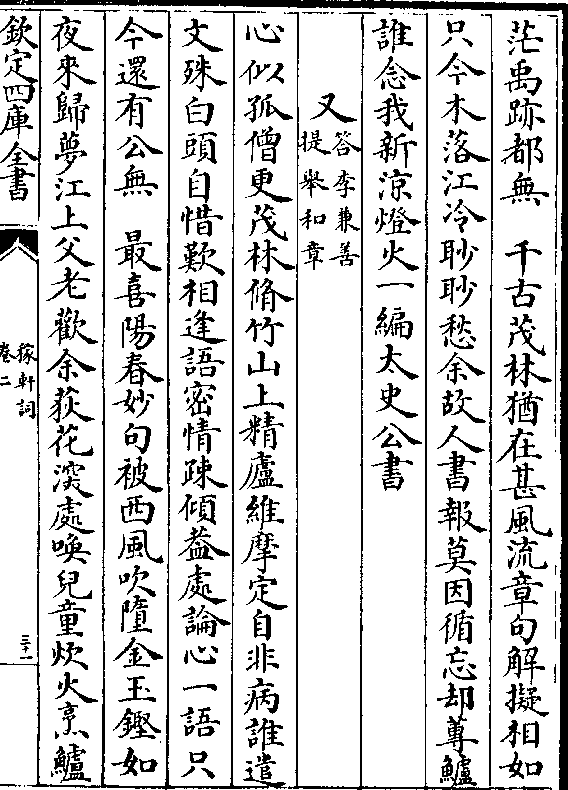 茫禹跡都無　千古茂林猶在甚風流章句解擬相如
只今木落江冷眇眇愁余故人書報莫因循忘却蓴鱸
誰念我新涼燈火一編太史公書
又答李兼善
提舉和章
心似孤僧更茂林脩竹山上精廬維摩定自非病誰遣
文殊白頭自惜歎相逢語密情疎傾蓋處論心一語只
今還有公無　最喜陽春妙句被西風吹墮金玉鏗如
夜來歸夢江上父老歡余荻花深處喚兒童炊火烹鱸
欽定四庫全書
稼軒詞
卷二
三十一